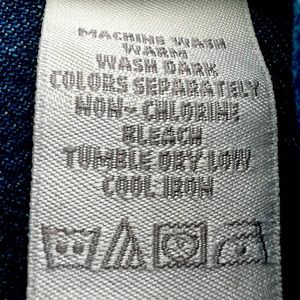 MACHINE WASH
WARM
WASH DARK
COLORS SEPARATELY
NON- CHLORINE
BLEACH
TUMBLE DRY LOW
COOL IRON